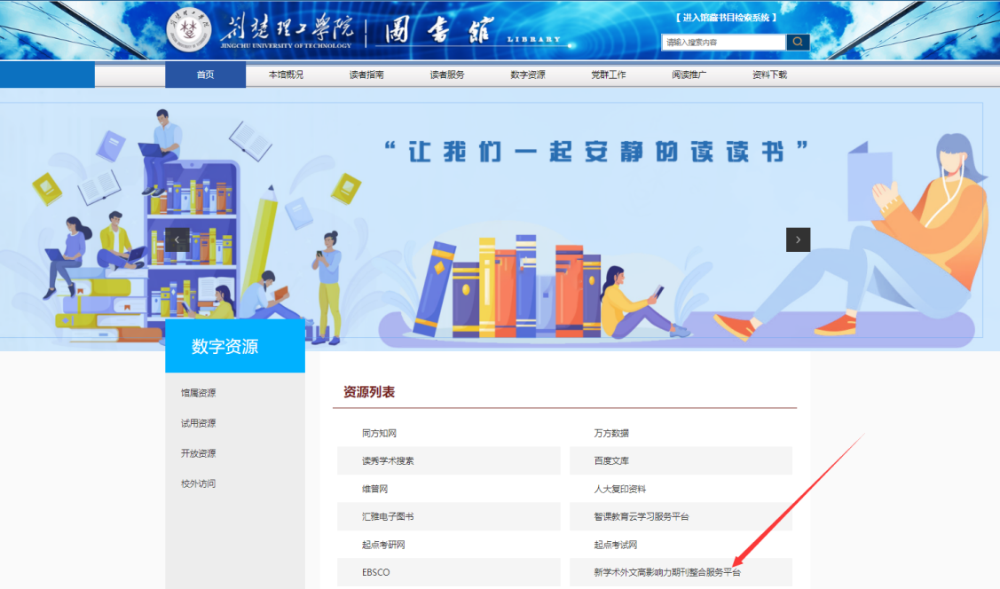 荆楚理工学院
JINGCHU UNIVERSITY OF TECHNOLOGY
圖書館
LIBRARY
【 进入馆藏书目检索系统 】
请输入搜索内容
首页 本馆概况 读者指南 读者服务 数字资源 党群工作 阅读推广 资料下载
“让我们一起安静的读读书”
数字资源
馆属资源
试用资源
开放资源
校外访问
资源列表
同方知网 万方数据
读秀学术搜索 百度文库
维普网 人大复印资料
汇雅电子图书 智课教育云学习服务平台
起点考研网 起点考试网
EBSCO 新学术外文高影响力期刊整合服务平台